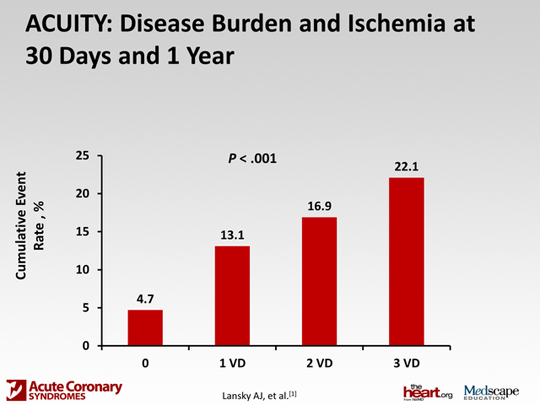 ACUITY: Disease Burden and Ischemia at
30 Days and 1 Year
P < .001
Cumulative Event
Rate , %
25
20
15
10
5
0
4.7
13.1
16.9
22.1
0
1 VD
2 VD
3 VD
Acute Coronary
SYNDROMES
Lansky AJ, et al.[1]
the
heart.org
Medscape
EDUCATION